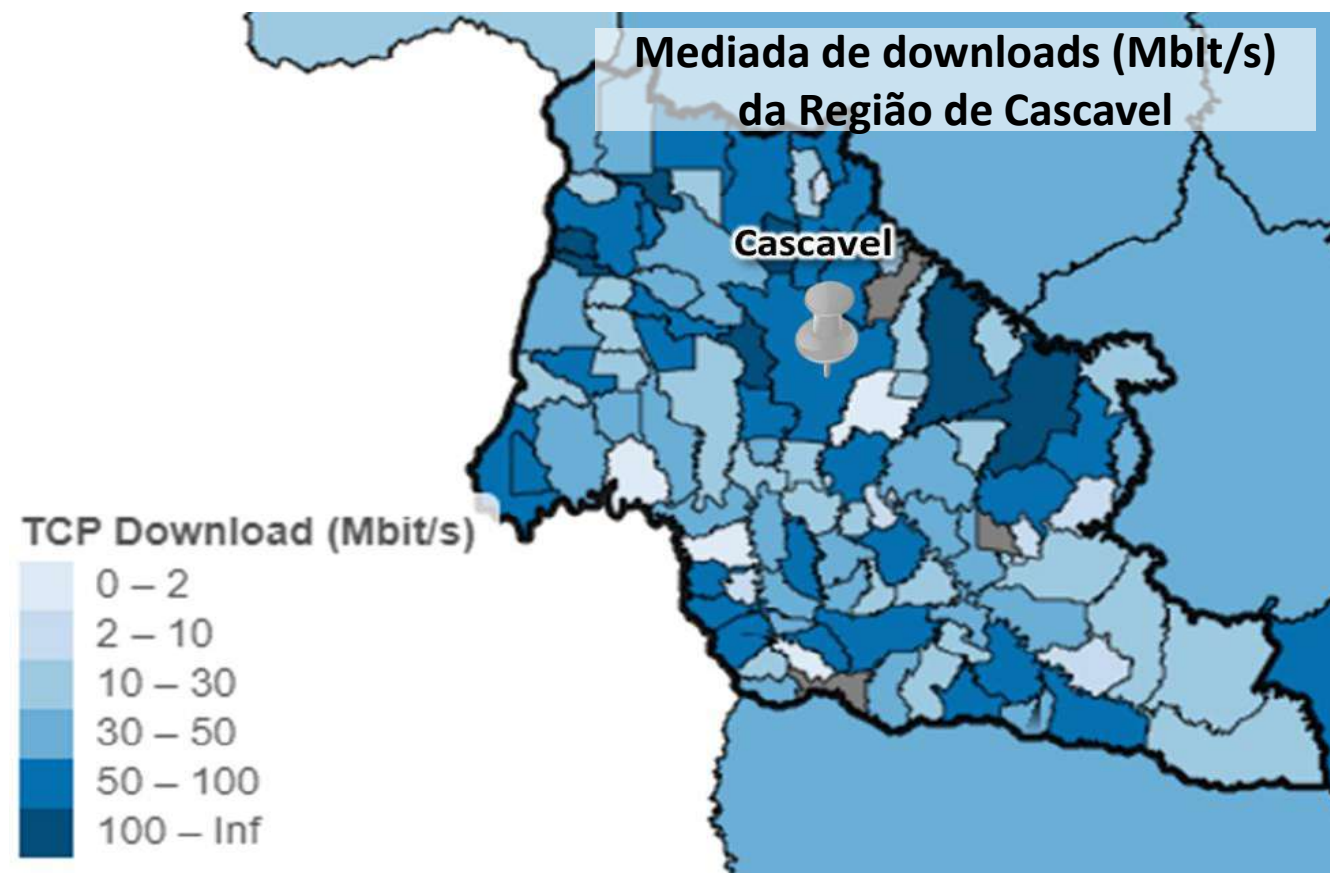 Mediada de downloads (MbIt/s)
da Região de Cascavel
Cascavel
TCP Download (Mbit/s)
0 – 2
2 – 10
10 – 30
30 – 50
50 – 100
100 – Inf